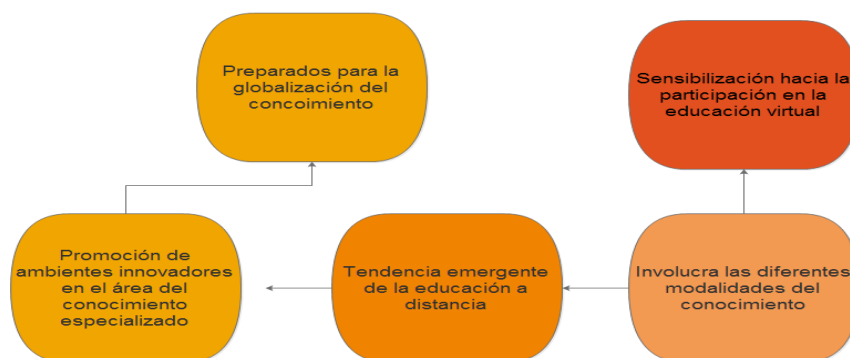 Preparados para la
globalización del
concoimiento
Sensibilización hacia la
participación en la
educación virtual
Promoción de
ambientes innovadores
en el área del
conocimiento
especializado
Tendencia emergente
de la educación a
distancia
Involucra las diferentes
modalidades del
conocimiento